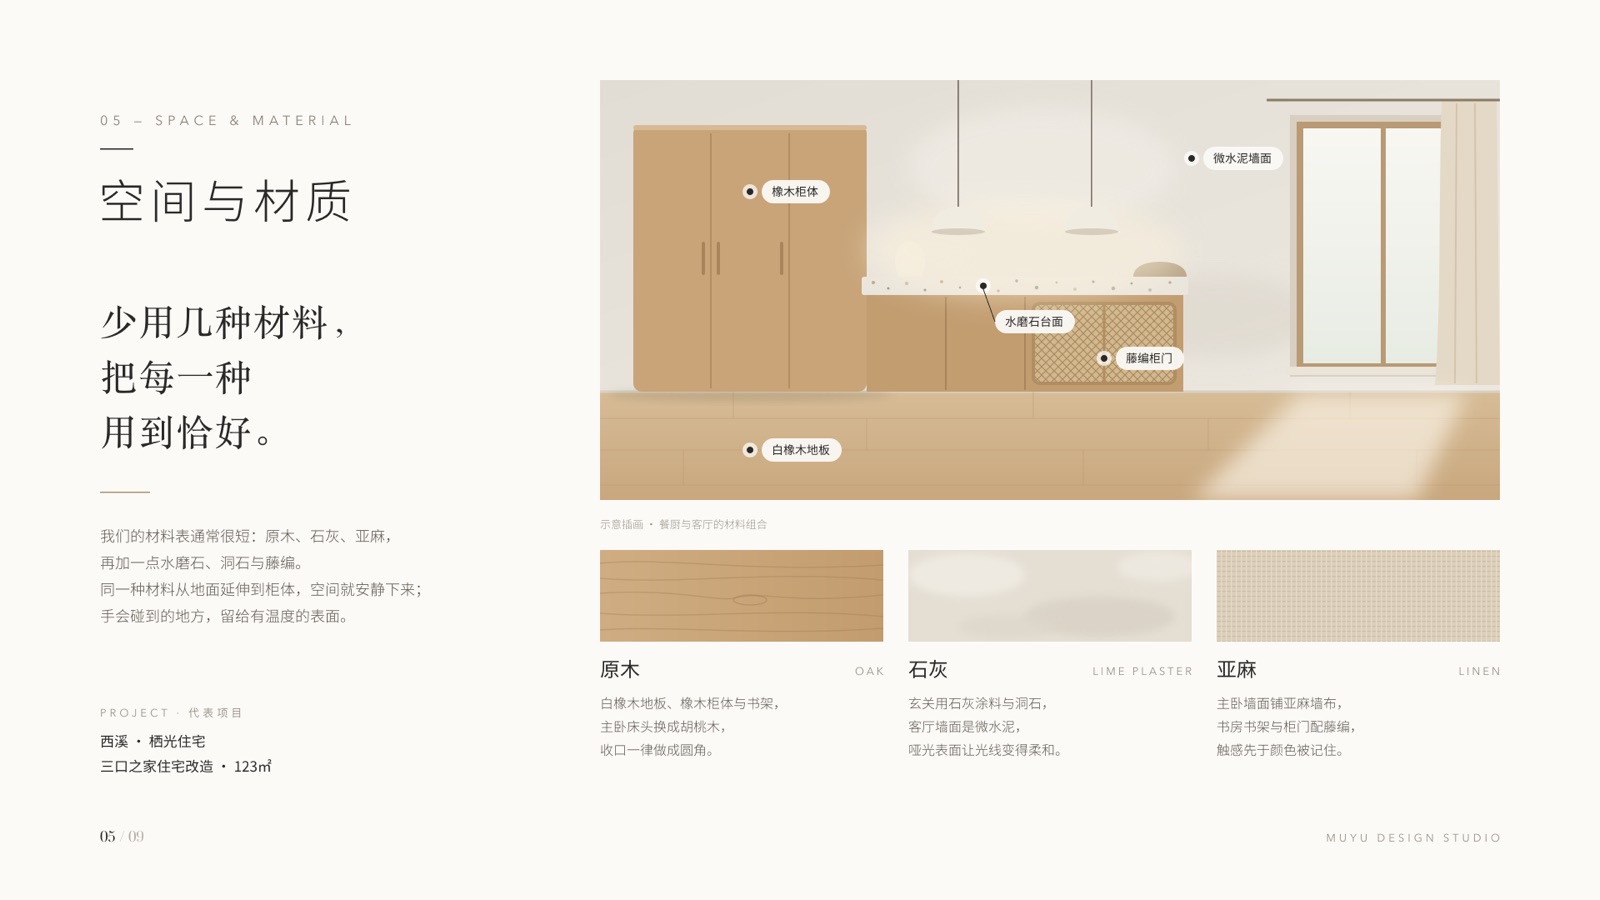 05 – SPACE & MATERIAL
空间与材质
少用几种材料，
把每一种
用到恰好。
我们的材料表通常很短：原木、石灰、亚麻，
再加一点水磨石、洞石与藤编。
同一种材料从地面延伸到柜体，空间就安静下来；
手会碰到的地方，留给有温度的表面。
PROJECT · 代表项目
西溪 · 栖光住宅
三口之家住宅改造 · 123㎡
05 / 09
微水泥墙面
橡木柜体
水磨石台面
藤编柜门
白橡木地板
示意插画 · 餐厨与客厅的材料组合
原木 OAK
白橡木地板、橡木柜体与书架，
主卧床头换成胡桃木，
收口一律做成圆角。
石灰 LIME PLASTER
玄关用石灰涂料与洞石，
客厅墙面是微水泥，
哑光表面让光线变得柔和。
亚麻 LINEN
主卧墙面铺亚麻墙布，
书房书架与柜门配藤编，
触感先于颜色被记住。
MUYU DESIGN STUDIO